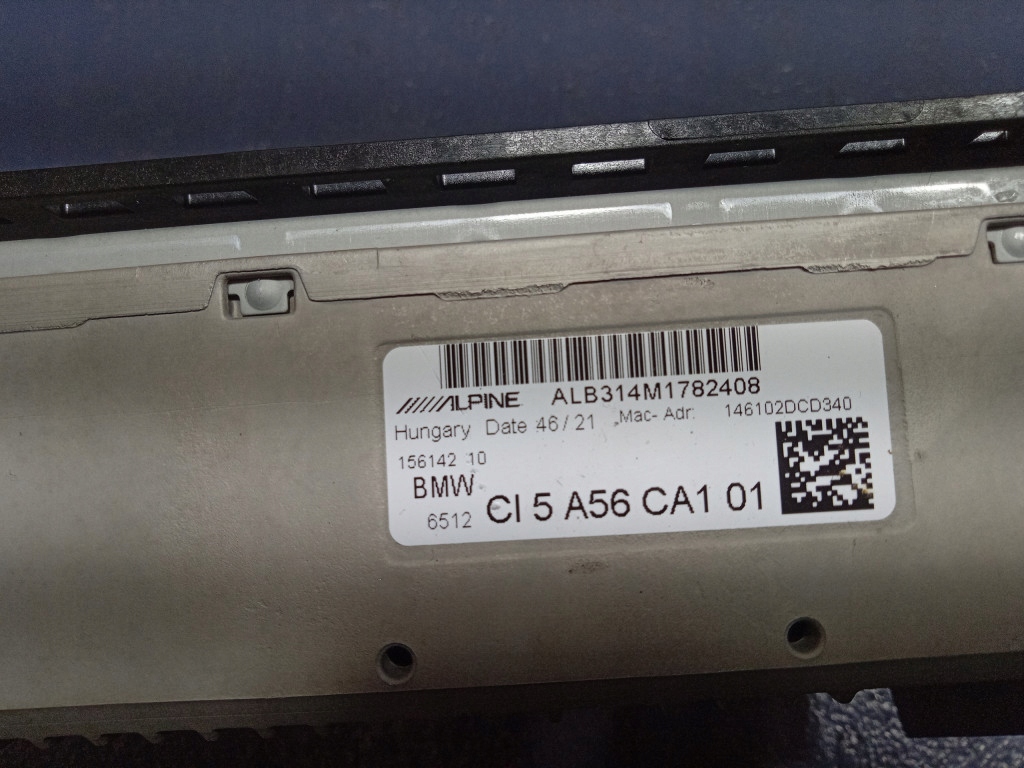 ALPINE ALB314M1782408
Hungary Date 46/21 Mac-Adr: 146102DCD340
156142 10
BMW
6512 CI 5 A56 CA1 01